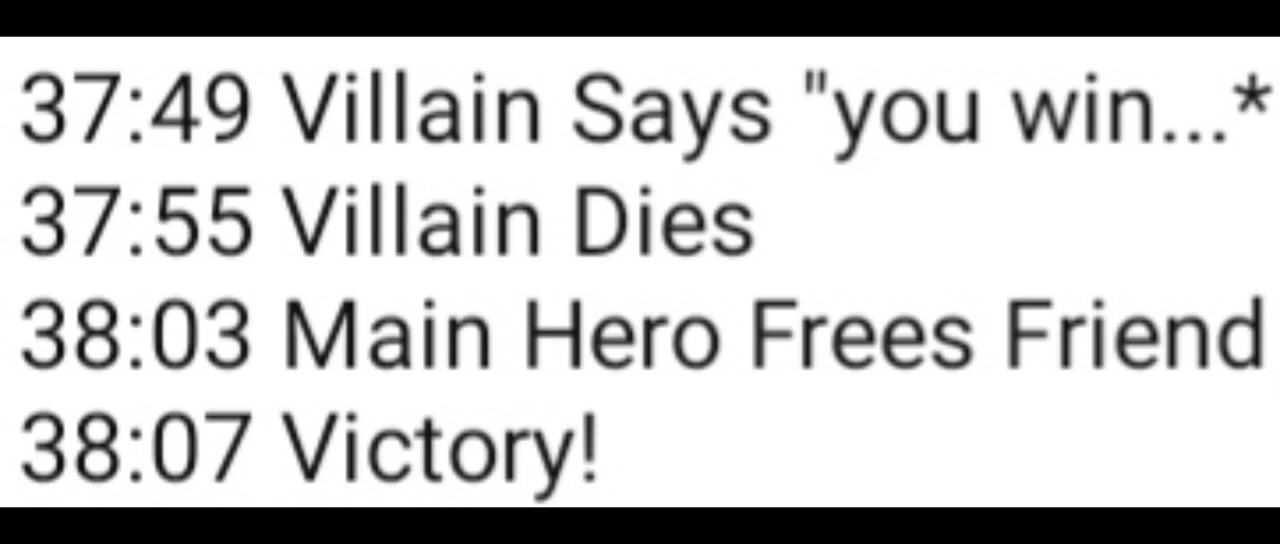 37:49 Villain Says "you win...*
37:55 Villain Dies
38:03 Main Hero Frees Friend
38:07 Victory!